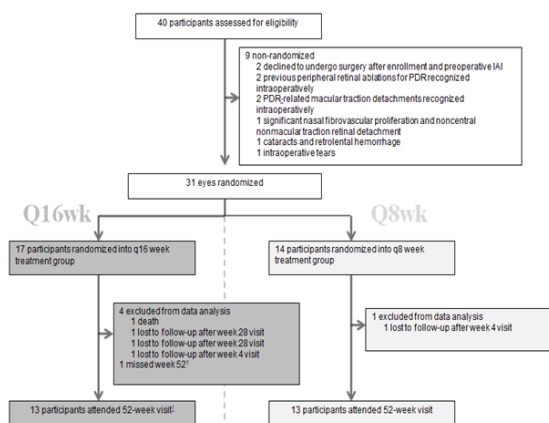 40 participants assessed for eligibility
9 non-randomized
2 declined to undergo surgery after enrollment and preoperative IAI
2 previous peripheral retinal ablations for PDR recognized
intraoperatively
2 PDR-related macular traction detachments recognized
intraoperatively
1 significant nasal fibrovascular proliferation and noncentral
nonmacular traction retinal detachment
1 cataracts and retrolental hemorrhage
1 intraoperative tears
31 eyes randomized
Q16wk
Q8wk
17 participants randomized into q16 week
treatment group
14 participants randomized into q8 week
treatment group
4 excluded from data analysis
1 death
1 lost to follow-up after week 28 visit
1 lost to follow-up after week 28 visit
1 lost to follow-up after week 4 visit
1 missed week 52¹
1 excluded from data analysis
1 lost to follow-up after week 4 visit
13 participants attended 52-week visit
13 participants attended 52-week visit